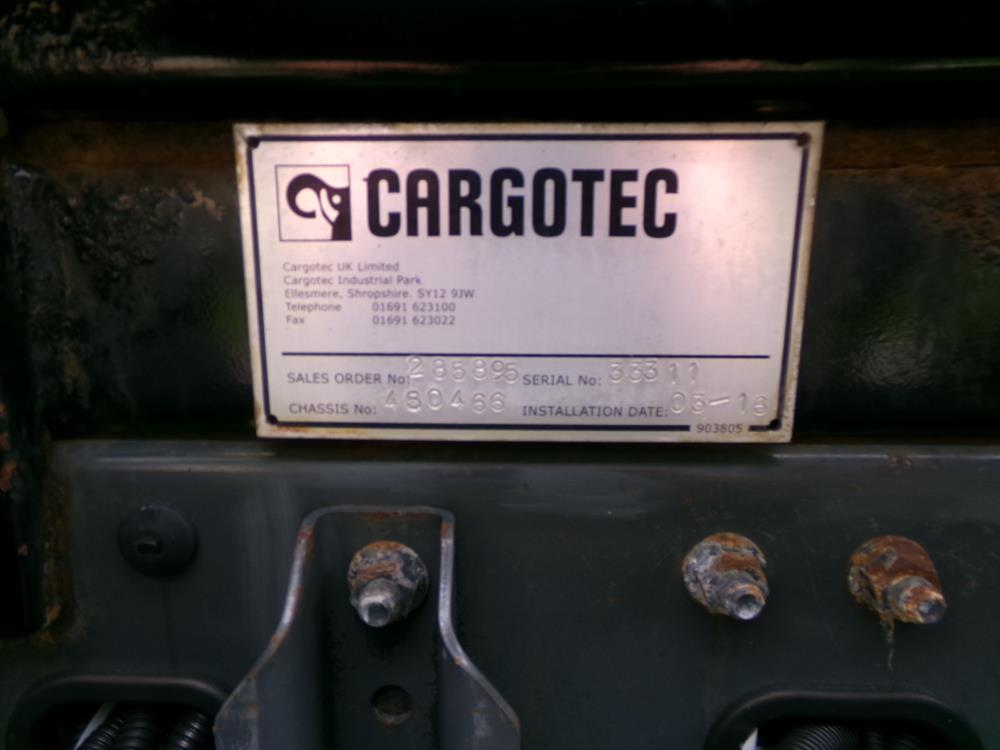 CARGOTEC
Cargotec UK Limited
Cargotec Industrial Park
Ellesmere, Shropshire. SY12 9JW
Telephone 01691 623100
Fax 01691 623022
SALES ORDER No: 285895 SERIAL No: 33311
CHASSIS No: 480466 INSTALLATION DATE: 03-16
903805